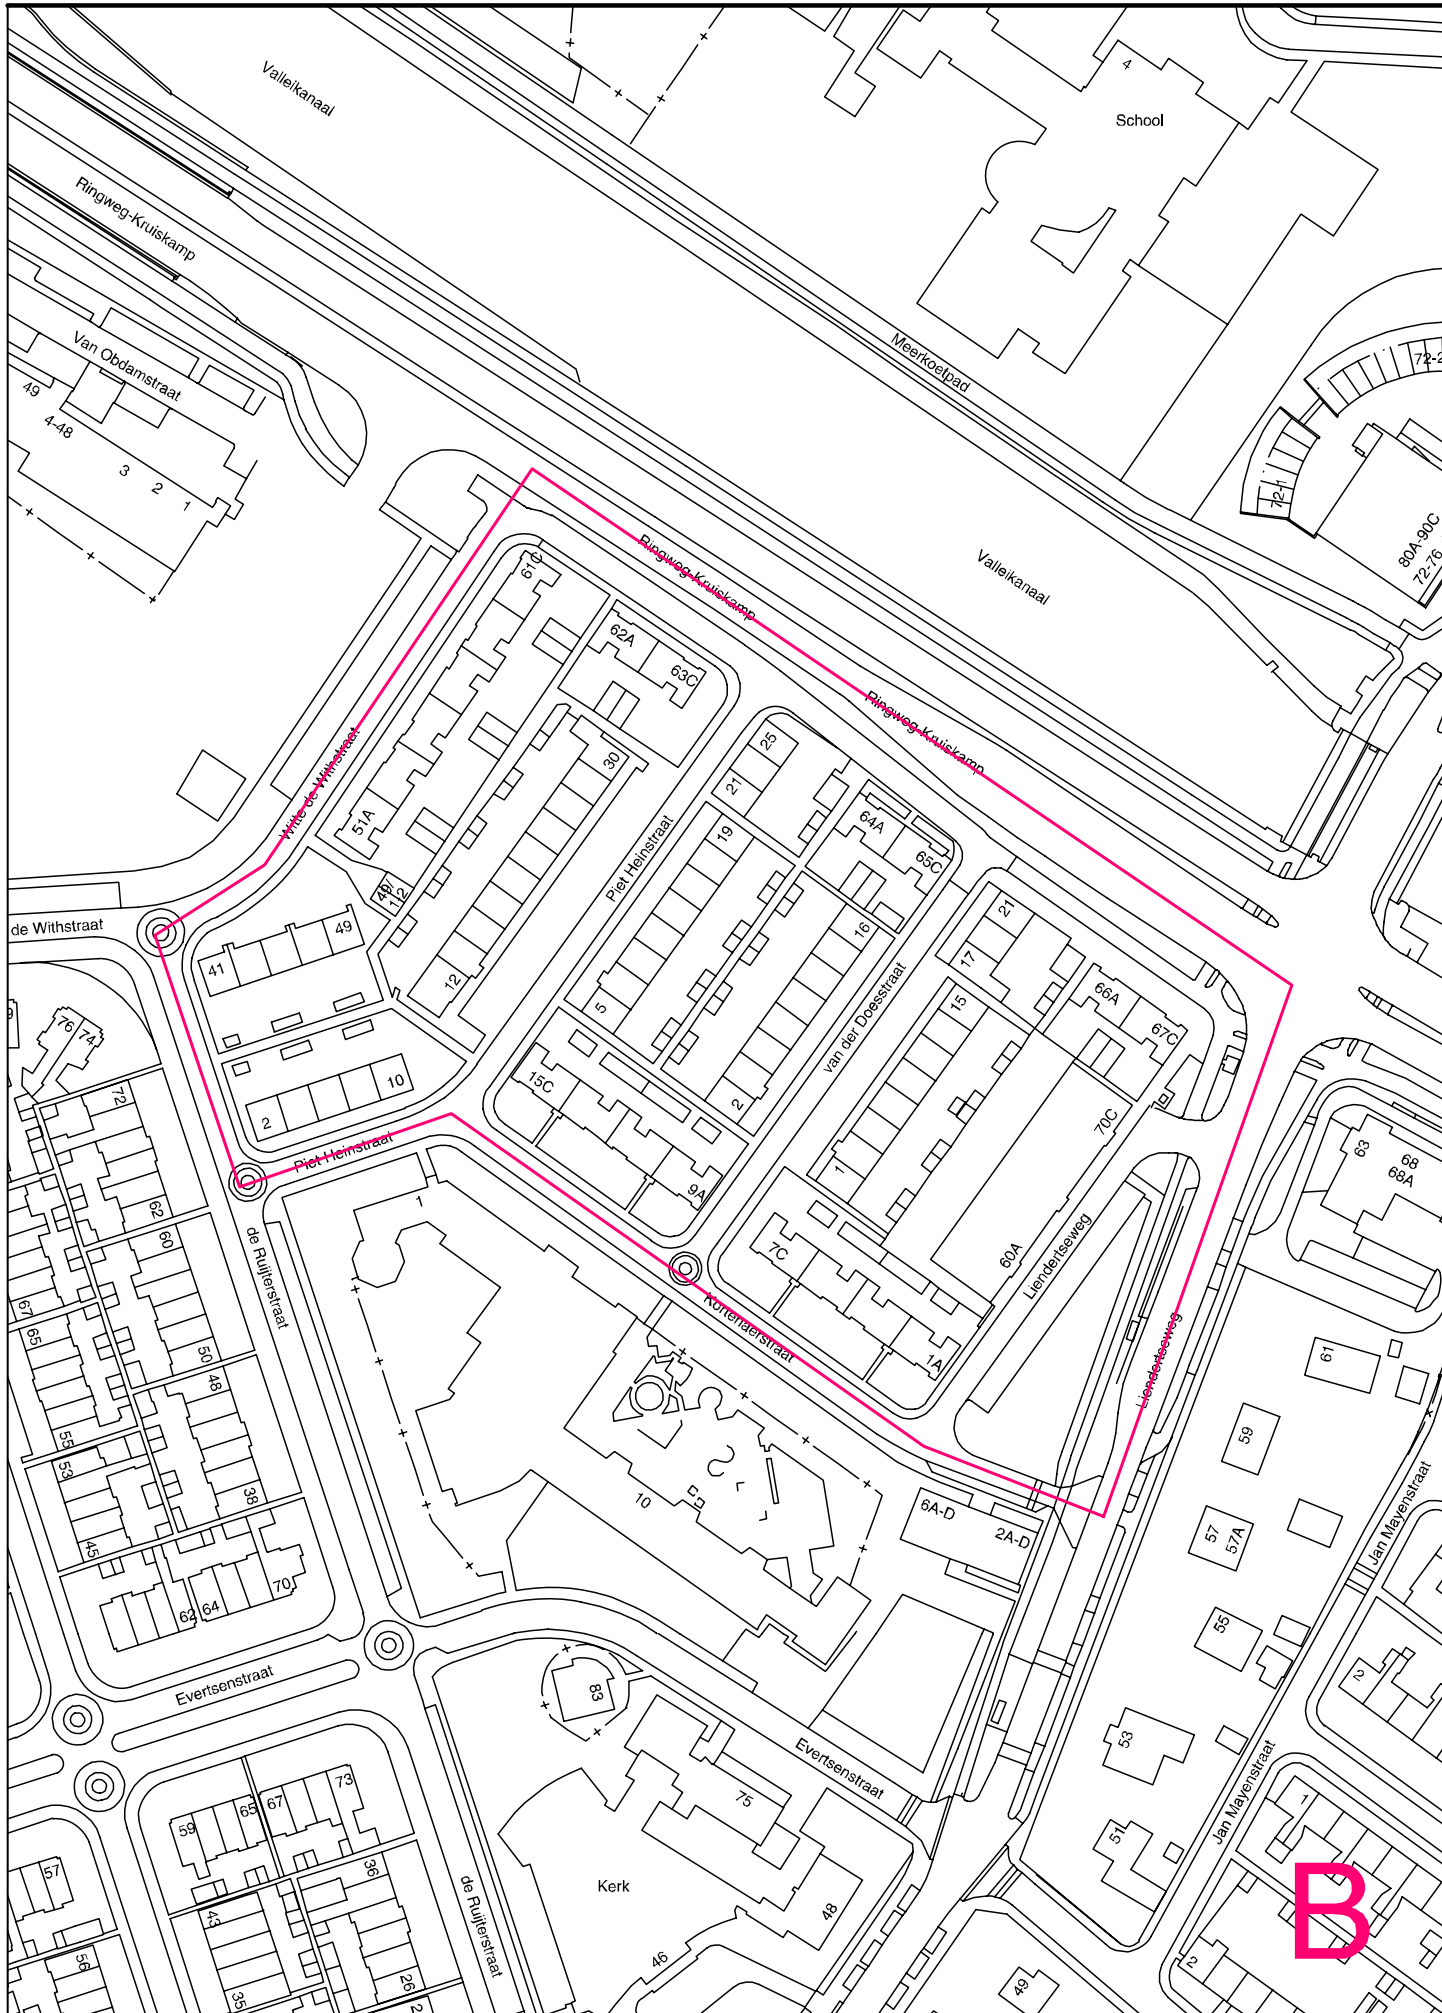 Valleikanaal
4
School
Ringweg-Kruiskamp
Van Obdamstraat
Meerkoetpad
49
4-48
3
2
1
72-2
72-1
80A-90C
72-76
Ringweg-Kruiskamp
Valleikanaal
61C
62A
63C
Ringweg-Kruiskamp
Witte de Withstraat
51A
30
25
21
19
64A
65C
Piet Heinstraat
49
112
49
41
12
de Withstraat
16
21
17
15
66A
67C
van der Doesstraat
76
74
72
5
2
10
2
15C
9A
1
70C
60A
Piet Heinstraat
7C
1A
Liendertseweg
Liendertseweg
63
68
68A
62
60
50
48
67
65
55
53
45
38
de Ruijterstraat
1
Kortenaerstraat
61
59
57
57A
55
53
51
10
6A-D
2A-D
Jan Mayenstraat
62
64
70
Evertsenstraat
83
2
Evertsenstraat
75
Jan Mayenstraat
1
59
65
67
73
57
43
36
35
26
56
de Ruijterstraat
Kerk
48
46
49
2
B